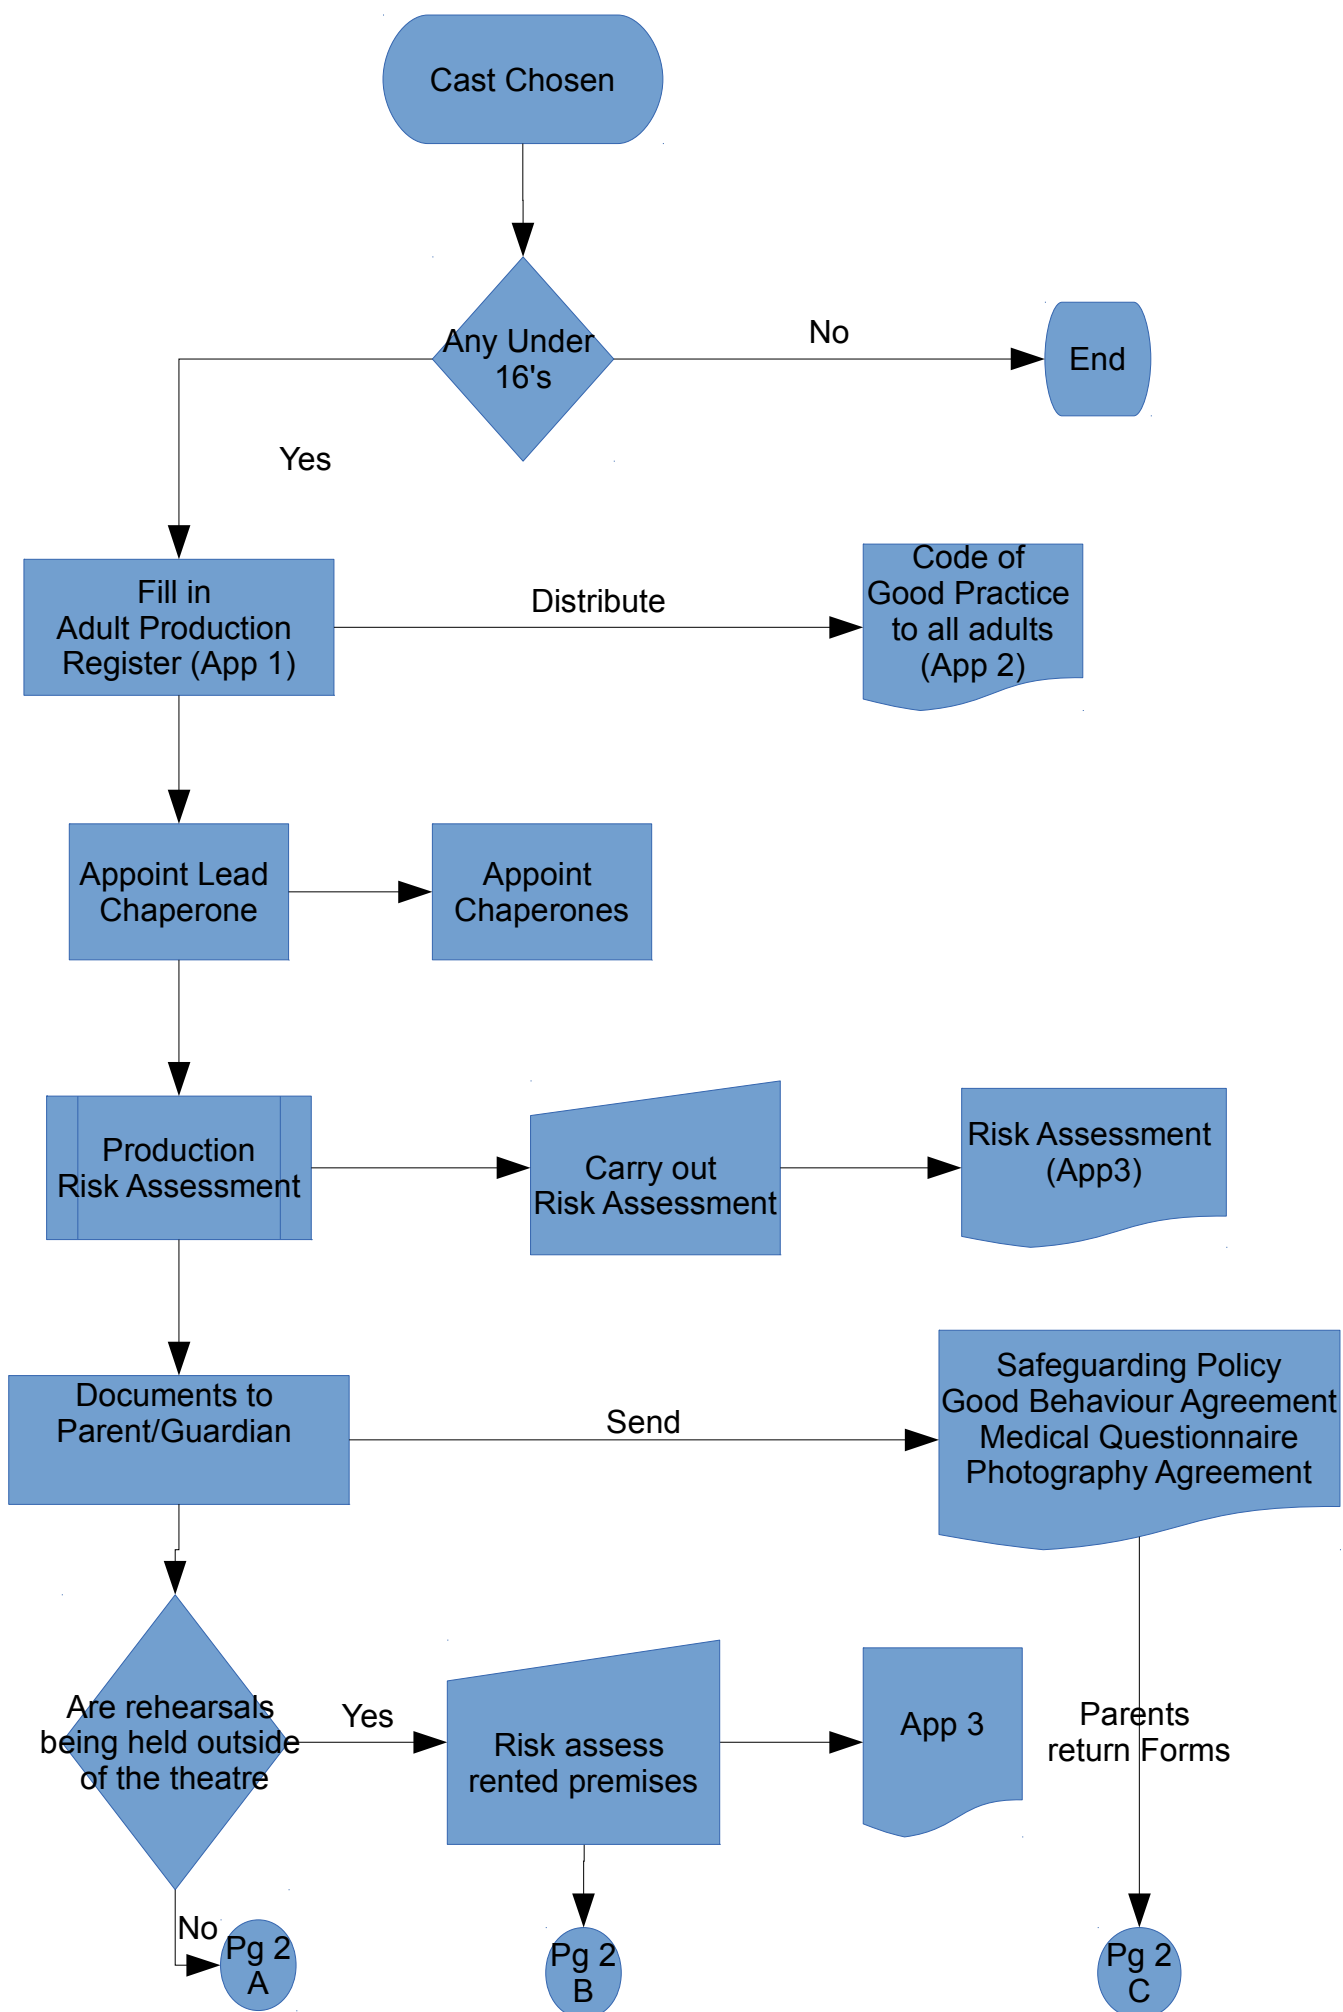 Cast Chosen
Any Under
16's
No
End
Yes
Fill in
Adult Production
Register (App 1)
Distribute
Code of
Good Practice
to all adults
(App 2)
Appoint Lead
Chaperone
Appoint
Chaperones
Production
Risk Assessment
Carry out
Risk Assessment
Risk Assessment
(App3)
Documents to
Parent/Guardian
Send
Safeguarding Policy
Good Behaviour Agreement
Medical Questionnaire
Photography Agreement
Are rehearsals
being held outside
of the theatre
Yes
Risk assess
rented premises
App 3
Parents
return Forms
No
Pg 2
A
Pg 2
B
Pg 2
C